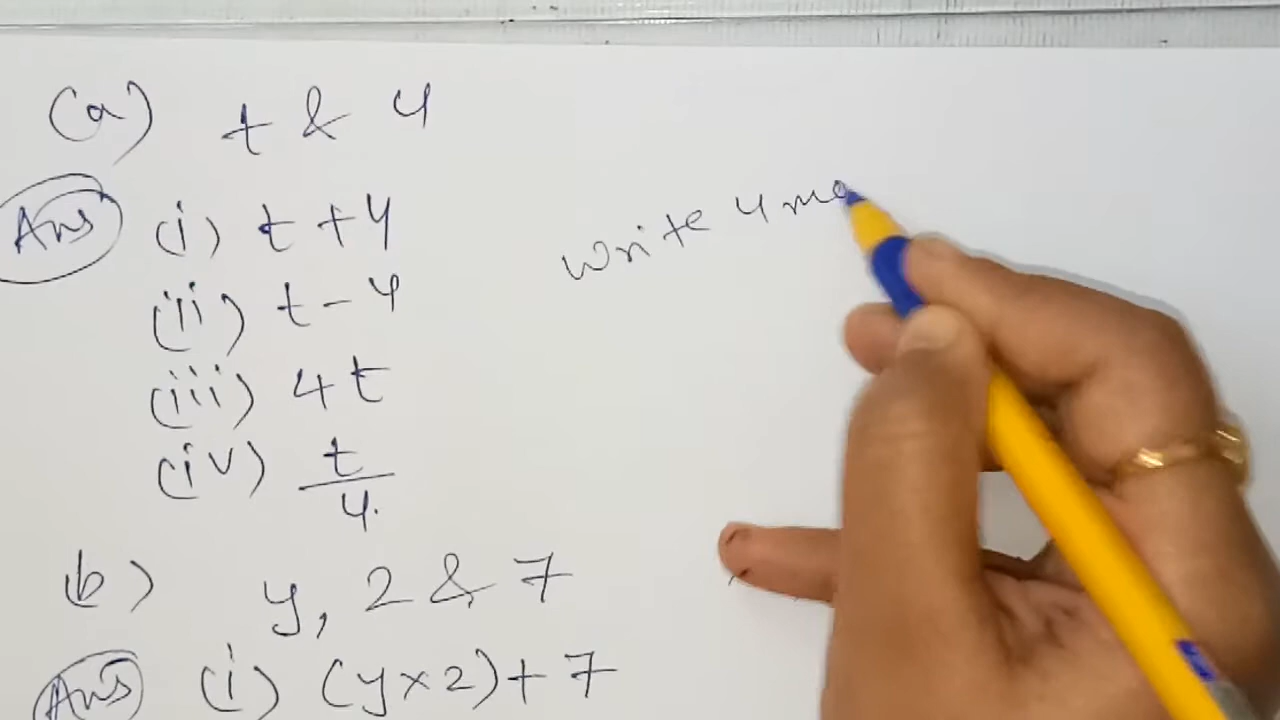 (a) t & 4
Ans (i) t + 4
(ii) t - 4
(iii) 4t
(iv) t/4.
Write 4 mo
b) y, 2 & 7
Ans (i) (y×2)+7